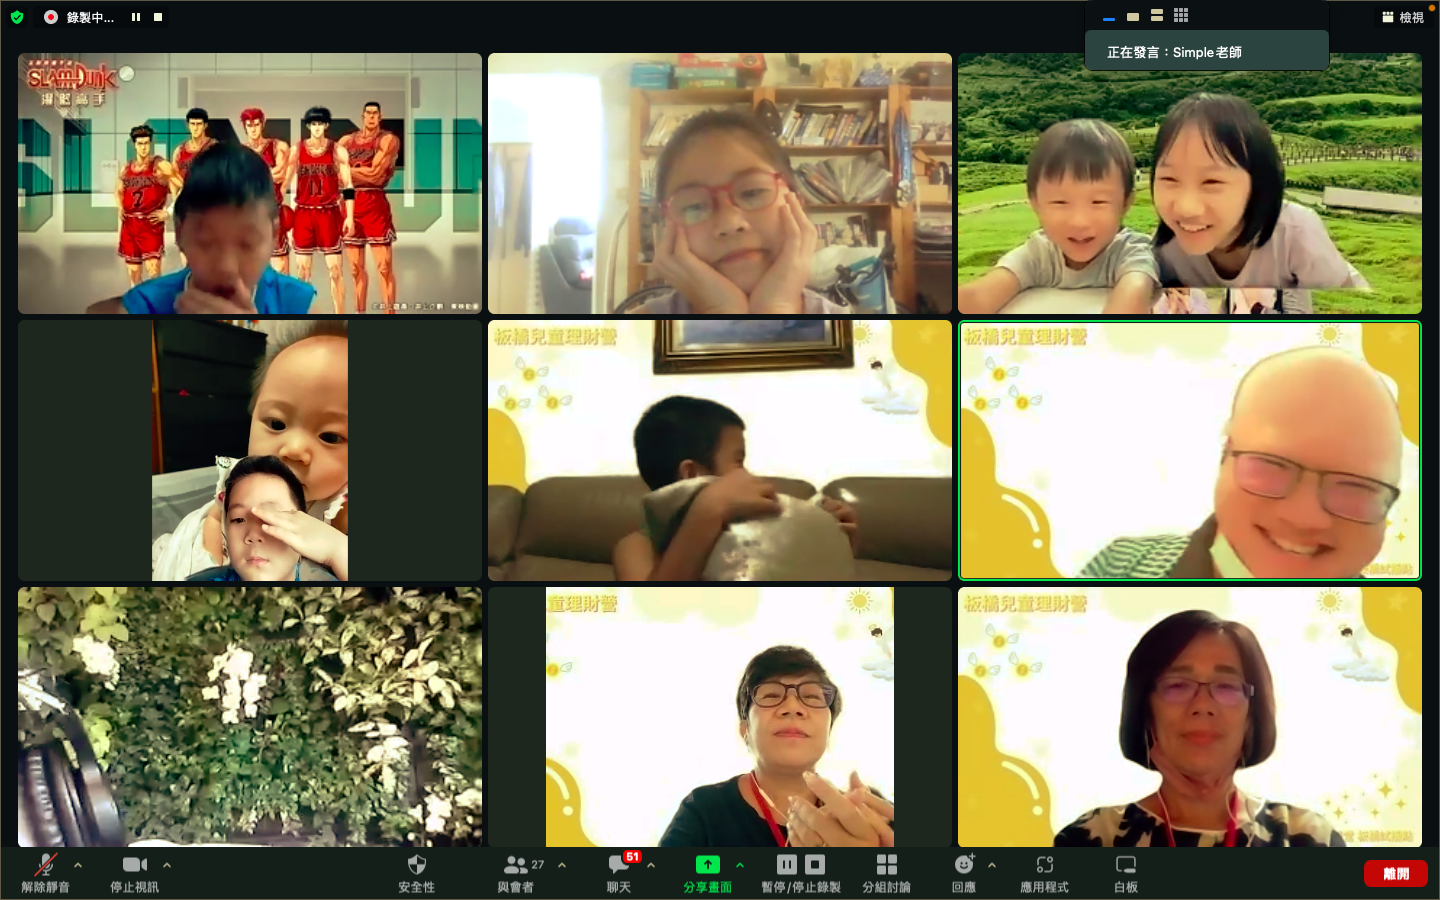 錄製中...
正在發言：Simple老師
檢視
SLAM DUNK
灌籃高手
7
11
板橋兒童理財營
板橋兒童理財營
童理財營
板橋兒童理財營
解除靜音
停止視訊
安全性
與會者
27
聊天
51
分享畫面
暫停/停止錄製
分組討論
回應
應用程式
白板
離開